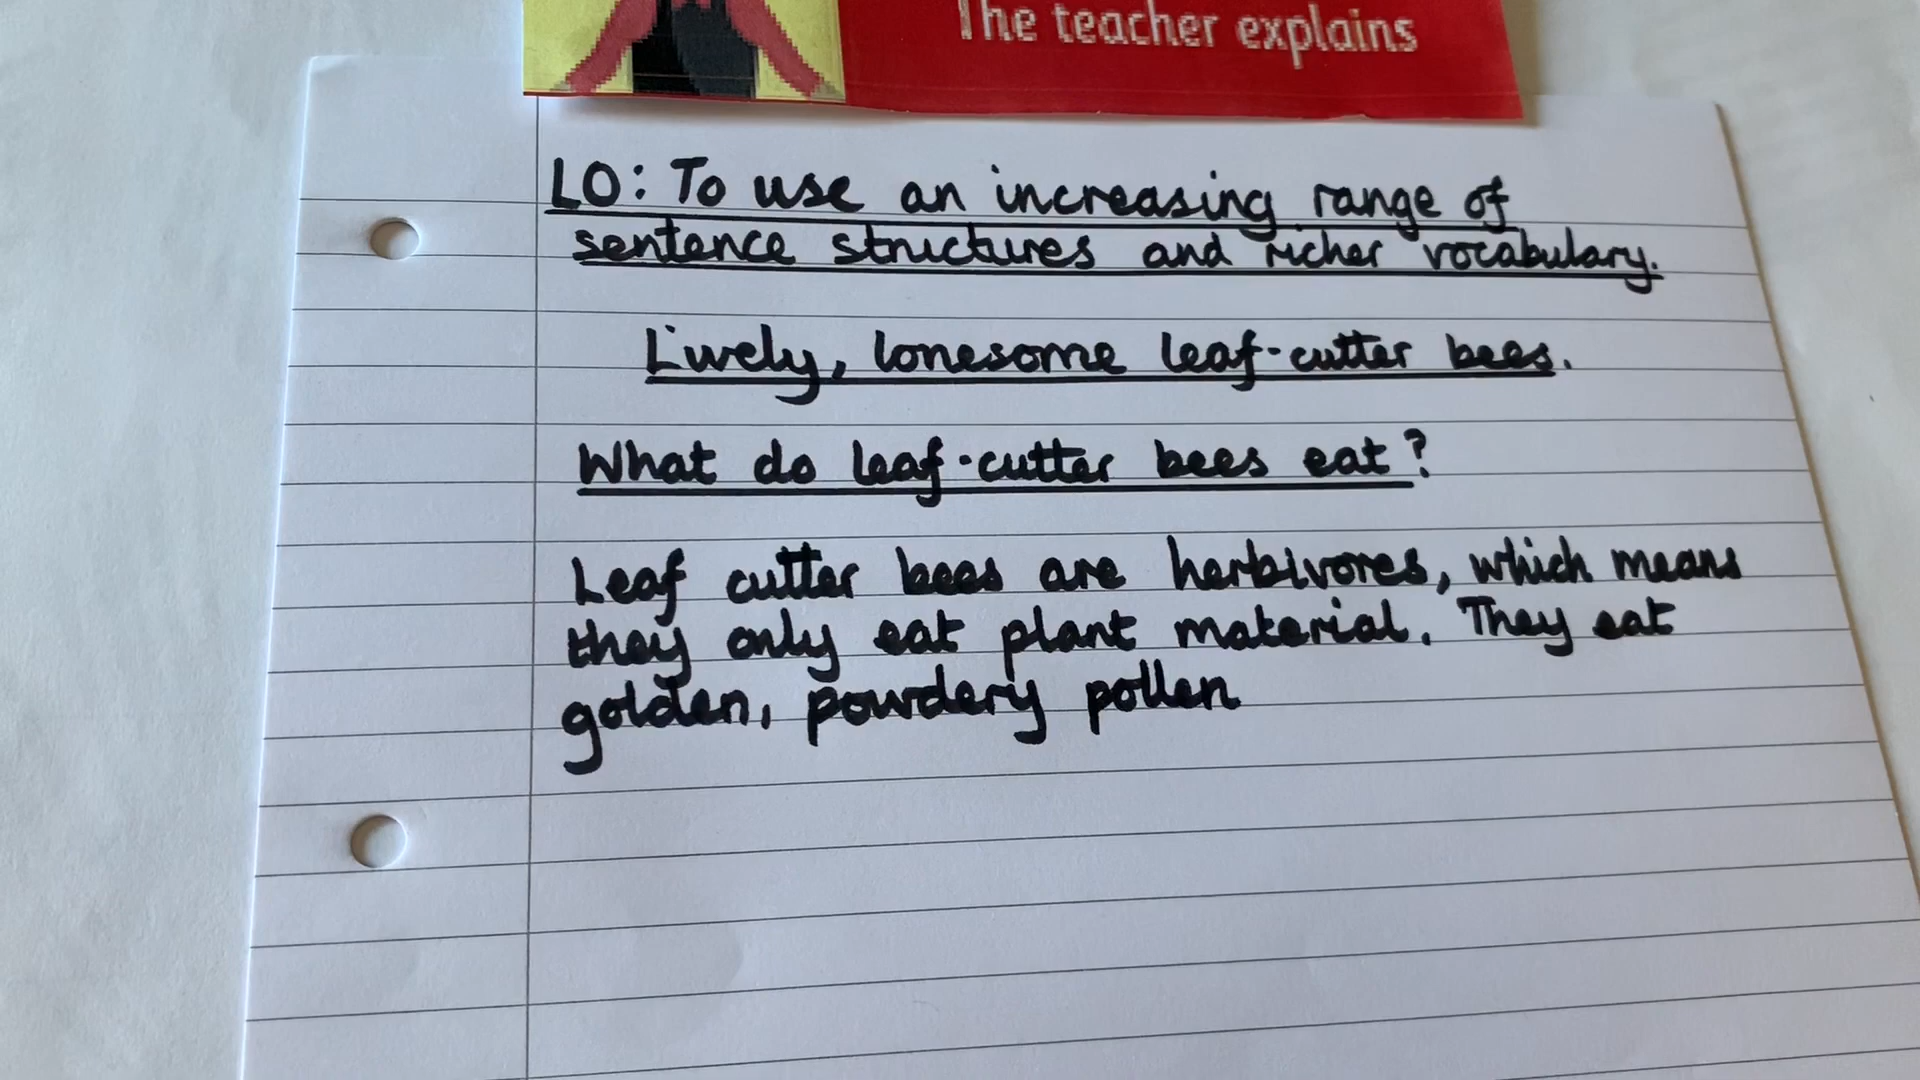 The teacher explains
LO: To use an increasing range of
sentence structures and richer vocabulary.
Lively, lonesome leaf-cutter bees.
What do leaf-cutter bees eat?
Leaf cutter bees are herbivores, which means
they only eat plant material. They eat
golden, powdery pollen